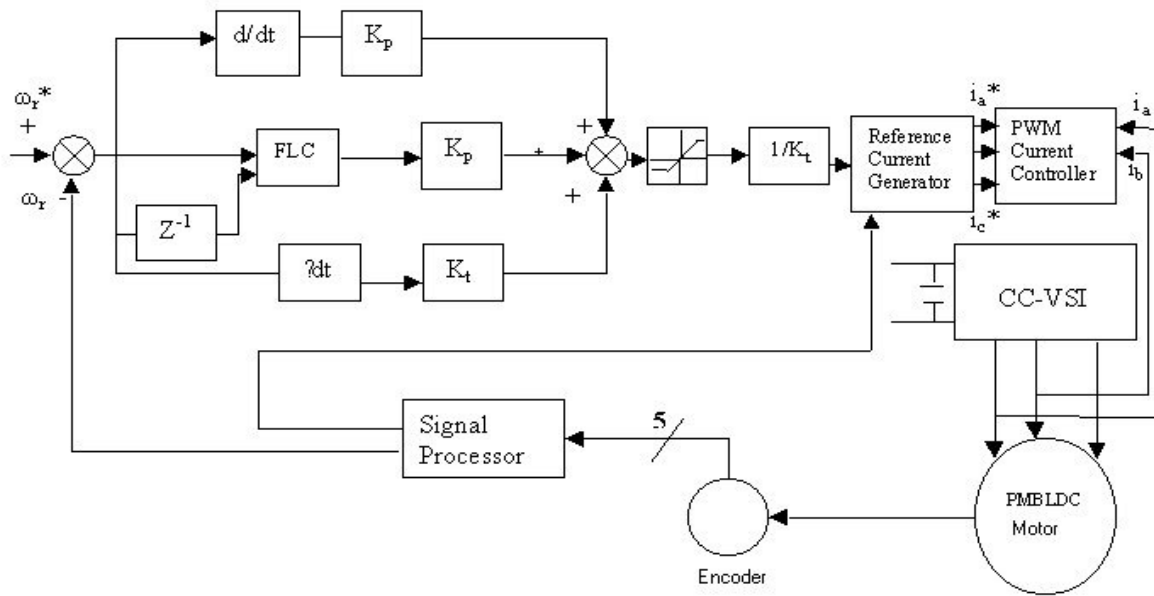 d/dt
Kp
ωr*
+
ωr
-
FLC
Kp
+
+
+
Z-1
?dt
Kt
1/Kt
Reference
Current
Generator
ia*
ic*
PWM
Current
Controller
ia
ib
CC-VSI
Signal
Processor
5
Encoder
PMBLDC
Motor